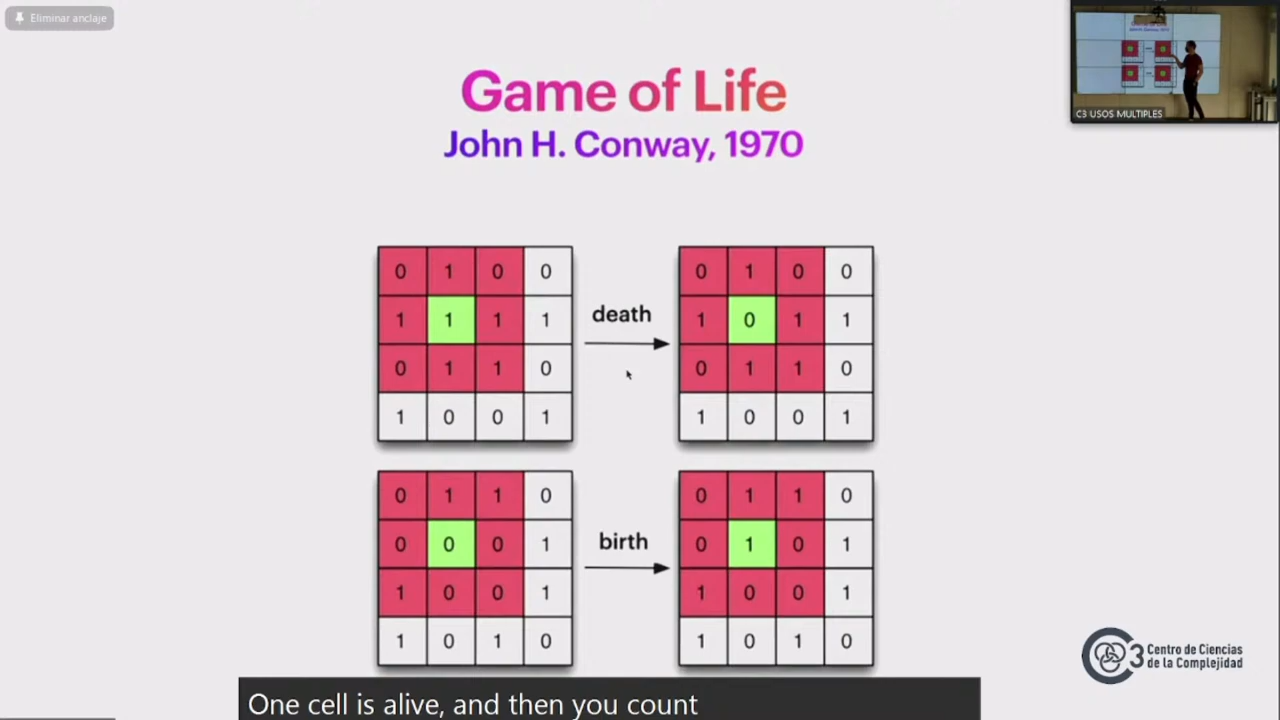 Eliminar anclaje
Game of Life
John H. Conway, 1970
C3 USOS MULTIPLES
0 1 0 0
1 1 1 1
0 1 1 0
1 0 0 1
death
0 1 0 0
1 0 1 1
0 1 1 0
1 0 0 1
0 1 1 0
0 0 0 1
1 0 0 1
1 0 1 0
birth
0 1 1 0
0 1 0 1
1 0 0 1
1 0 1 0
C3 Centro de Ciencias
de la Complejidad
One cell is alive, and then you count